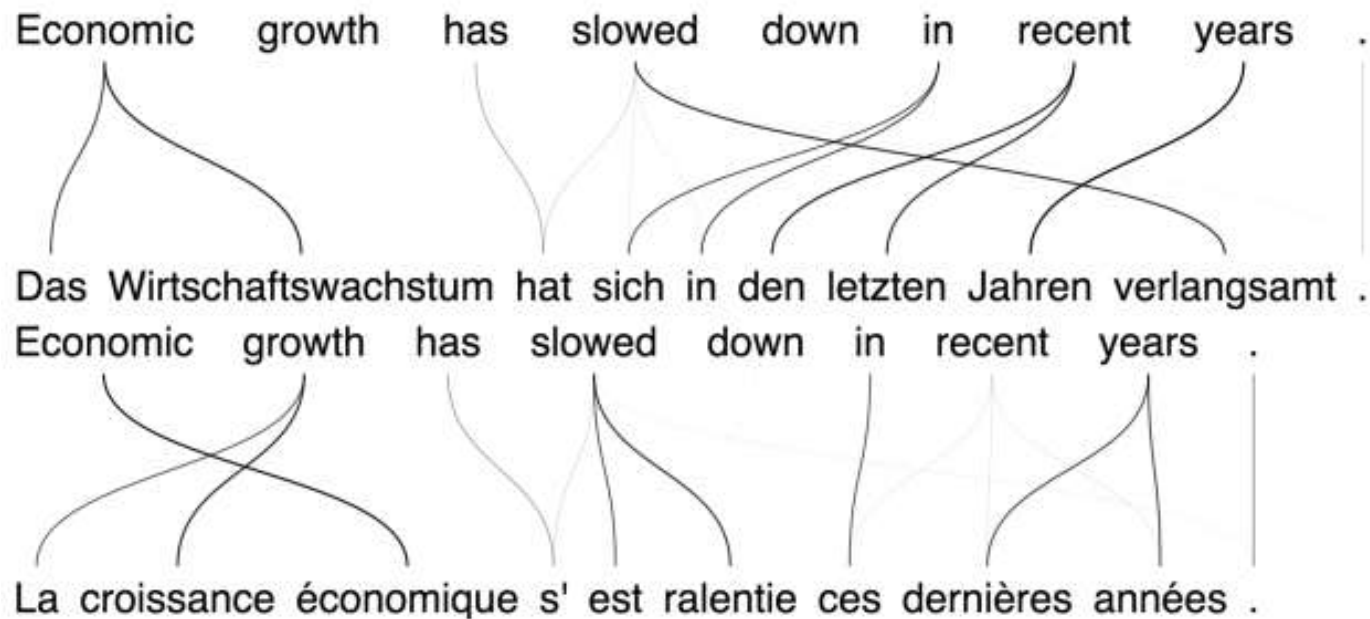 Economic growth has slowed down in recent years .
Das Wirtschaftswachstum hat sich in den letzten Jahren verlangsamt .
Economic growth has slowed down in recent years .
La croissance économique s' est ralentie ces dernières années .